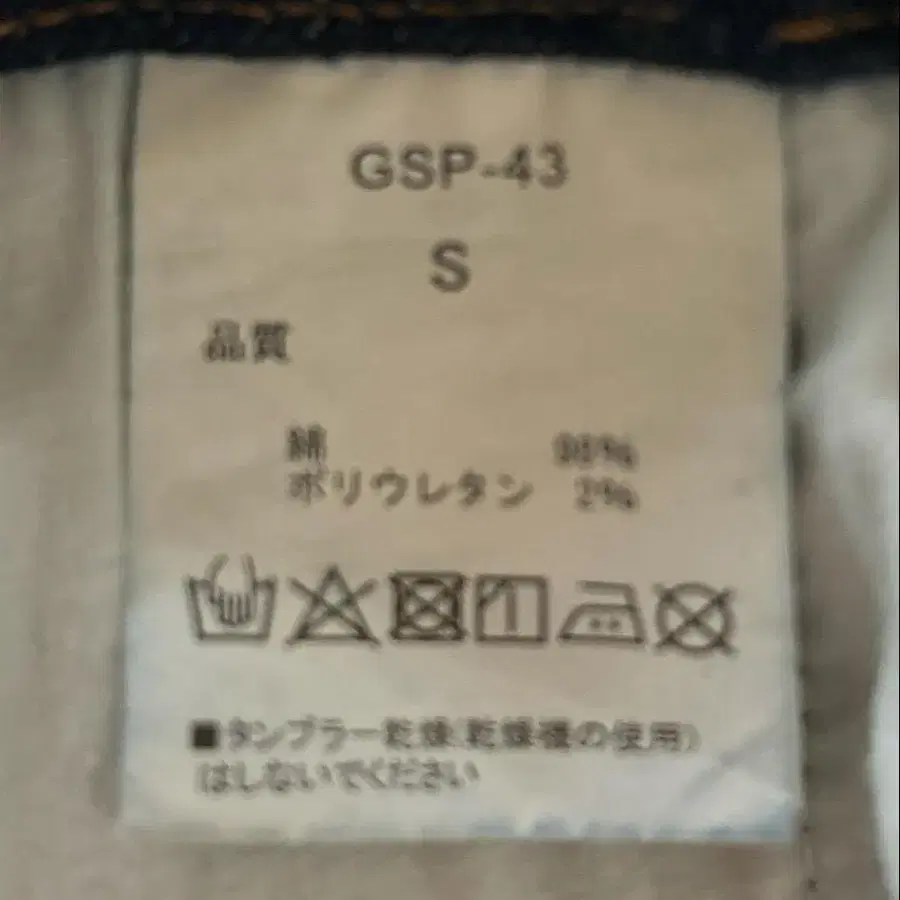 GSP-43
S
品質
綿 98%
ポリウレタン 2%
■タンブラー乾燥(乾燥機の使用)
はしないでください